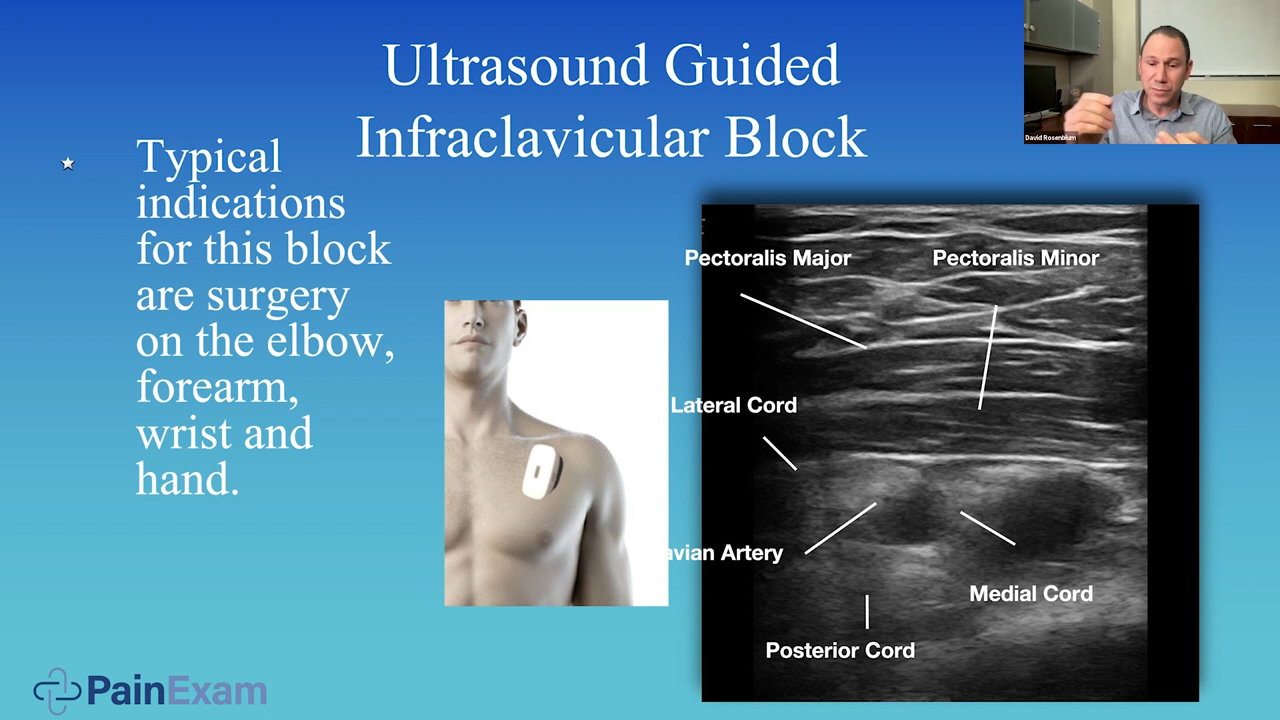 Ultrasound Guided
Infraclavicular Block
David Rosenblum
Typical
indications
for this block
are surgery
on the elbow,
forearm,
wrist and
hand.
Pectoralis Major
Pectoralis Minor
Lateral Cord
avian Artery
Medial Cord
Posterior Cord
PainExam